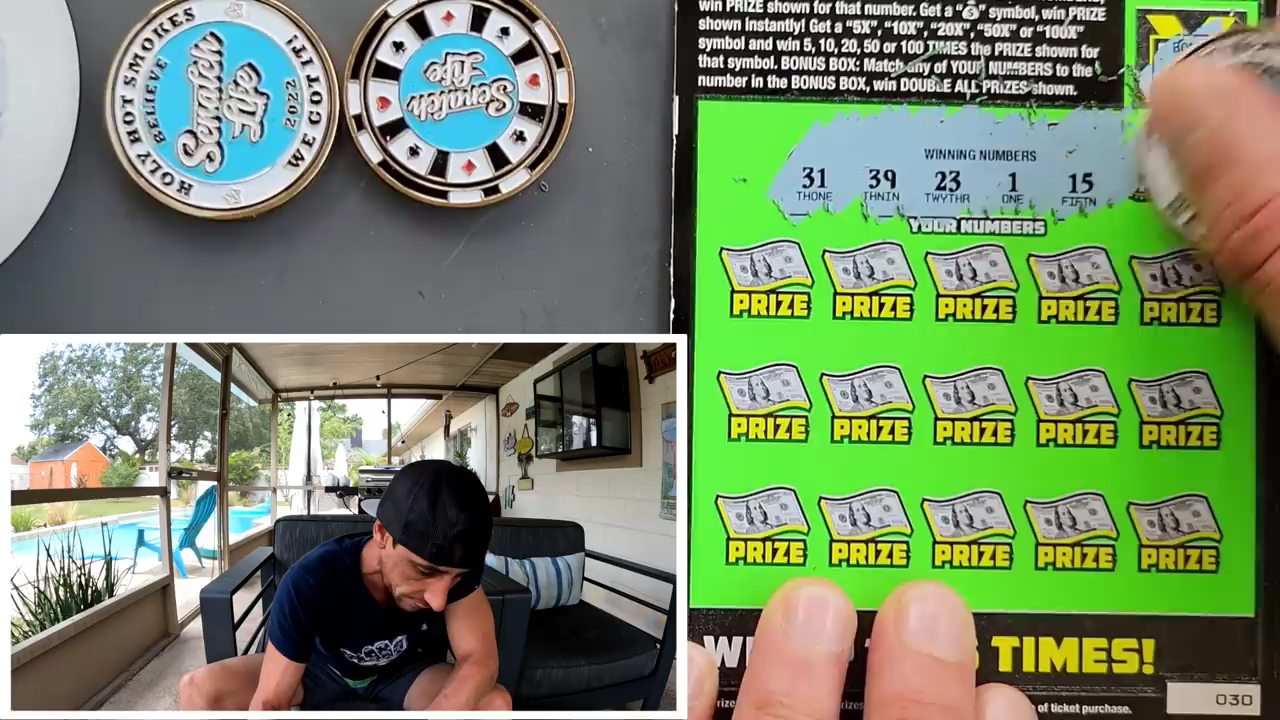 HOLY HOT SMOKES
BELIEVE
Scratch
Life
2022
WE GOT IT!
Scratch
Life
win PRIZE shown for that number. Get a " " symbol, win PRIZE
shown instantly! Get a "5X", "10X", "20X", "50X" or "100X"
symbol and win 5, 10, 20, 50 or 100 TIMES the PRIZE shown for
that symbol. BONUS BOX: Match any of YOUR NUMBERS to the
number in the BONUS BOX, win DOUBLE ALL PRIZES shown.
WINNING NUMBERS
31 39 23 1 15
THONE THNIN TWYTHR ONE FIFTN
YOUR NUMBERS
PRIZE PRIZE PRIZE PRIZE PRIZE
PRIZE PRIZE PRIZE PRIZE PRIZE
PRIZE PRIZE PRIZE PRIZE PRIZE
TIMES!
of ticket purchase.
030